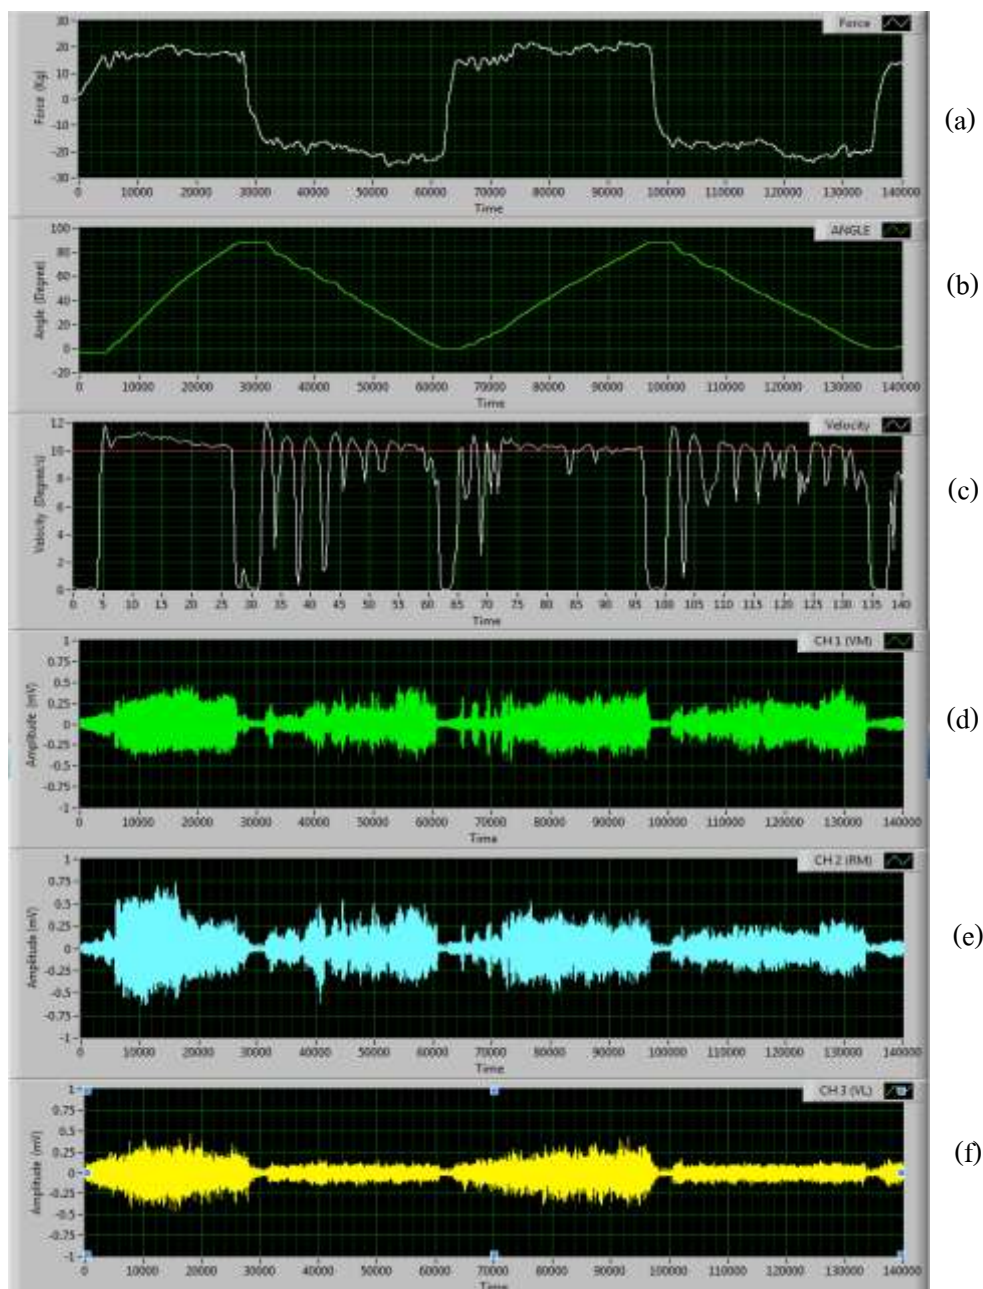 Force
30
20
10
0
-10
-20
-30
Force (Kg)
0 10000 20000 30000 40000 50000 60000 70000 80000 90000 100000 110000 120000 130000 140000
Time
(a)
ANGLE
100
80
60
40
20
0
-20
Angle (Degree)
0 10000 20000 30000 40000 50000 60000 70000 80000 90000 100000 110000 120000 130000 140000
Time
(b)
Velocity
12
10
8
6
4
2
0
Velocity (Degree/s)
0 5 10 15 20 25 30 35 40 45 50 55 60 65 70 75 80 85 90 95 100 105 110 115 120 125 130 135 140
Time
(c)
CH 1 (VM)
1
0.75
0.5
0.25
0
-0.25
-0.5
-0.75
-1
Amplitude (mV)
0 10000 20000 30000 40000 50000 60000 70000 80000 90000 100000 110000 120000 130000 140000
Time
(d)
CH 2 (RM)
1
0.75
0.5
0.25
0
-0.25
-0.5
-0.75
-1
Amplitude (mV)
0 10000 20000 30000 40000 50000 60000 70000 80000 90000 100000 110000 120000 130000 140000
Time
(e)
CH 3 (VL)
1
0.75
0.5
0.25
0
-0.25
-0.5
-0.75
-1
Amplitude (mV)
0 10000 20000 30000 40000 50000 60000 70000 80000 90000 100000 110000 120000 130000 140000
Time
(f)